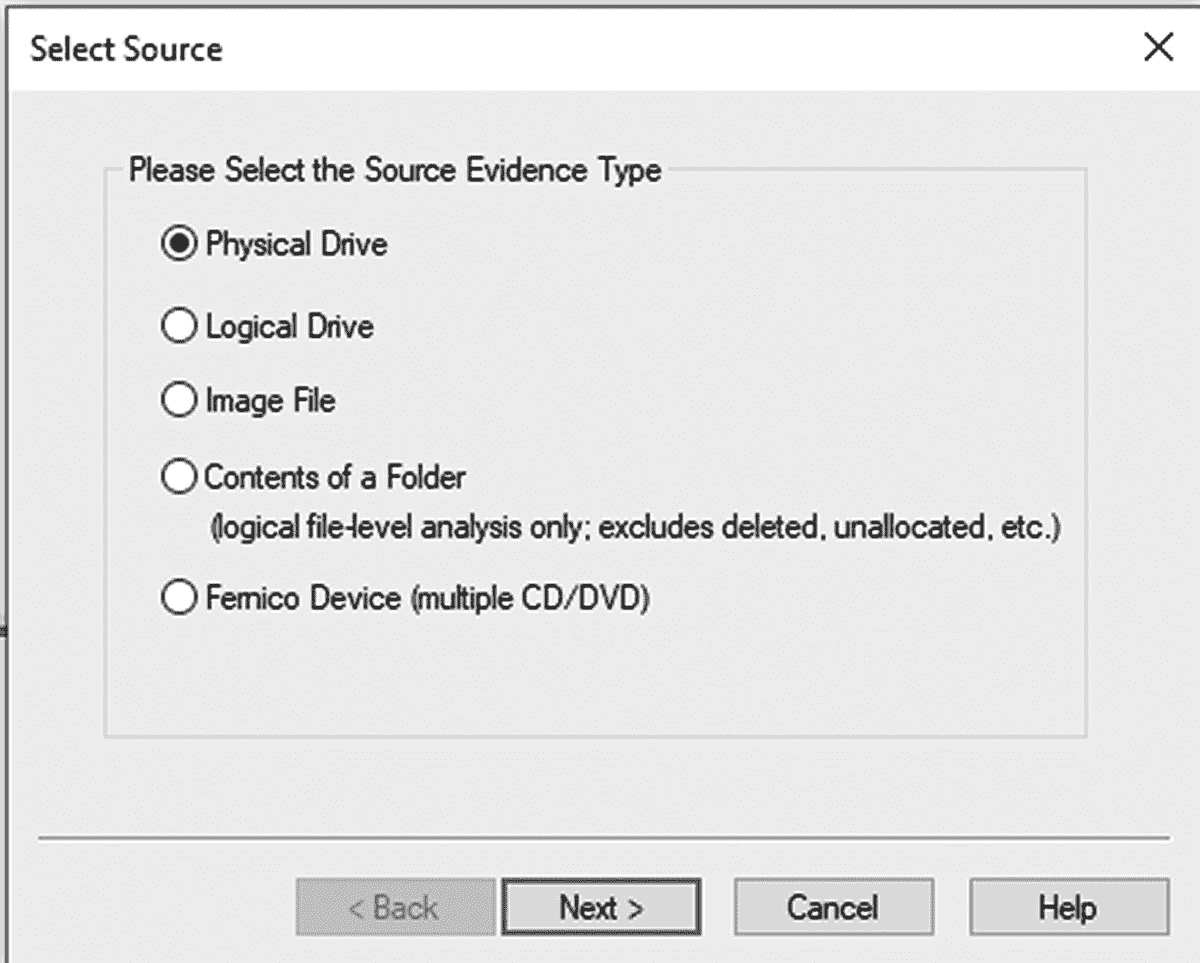 Select Source
Please Select the Source Evidence Type
Physical Drive
Logical Drive
Image File
Contents of a Folder
(logical file-level analysis only; excludes deleted, unallocated, etc.)
Fernico Device (multiple CD/DVD)
< Back Next > Cancel Help